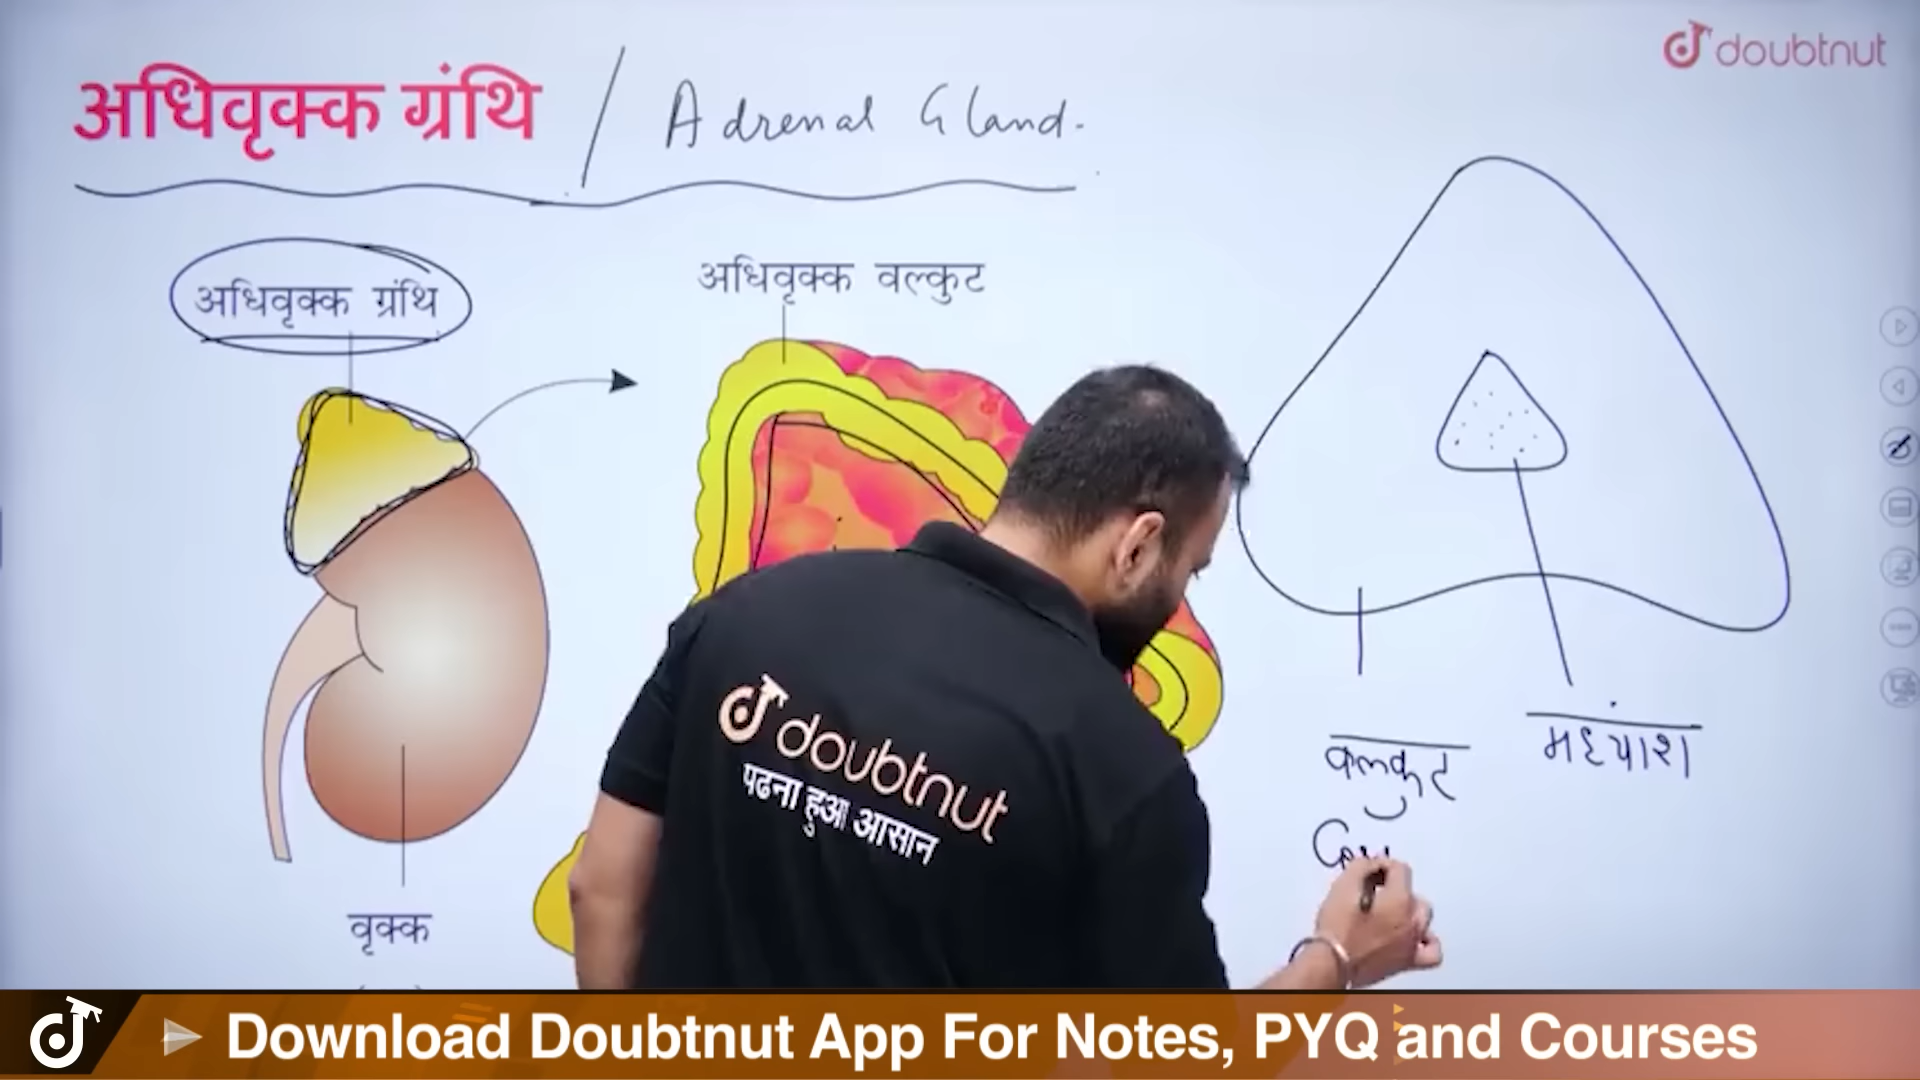 अधिवृक्क ग्रंथि / Adrenal Gland.
doubtnut
अधिवृक्क ग्रंथि
अधिवृक्क वल्कुट
वृक्क
मध्यांश
वल्कुट
doubtnut
पढना हुआ आसान
Download Doubtnut App For Notes, PYQ and Courses